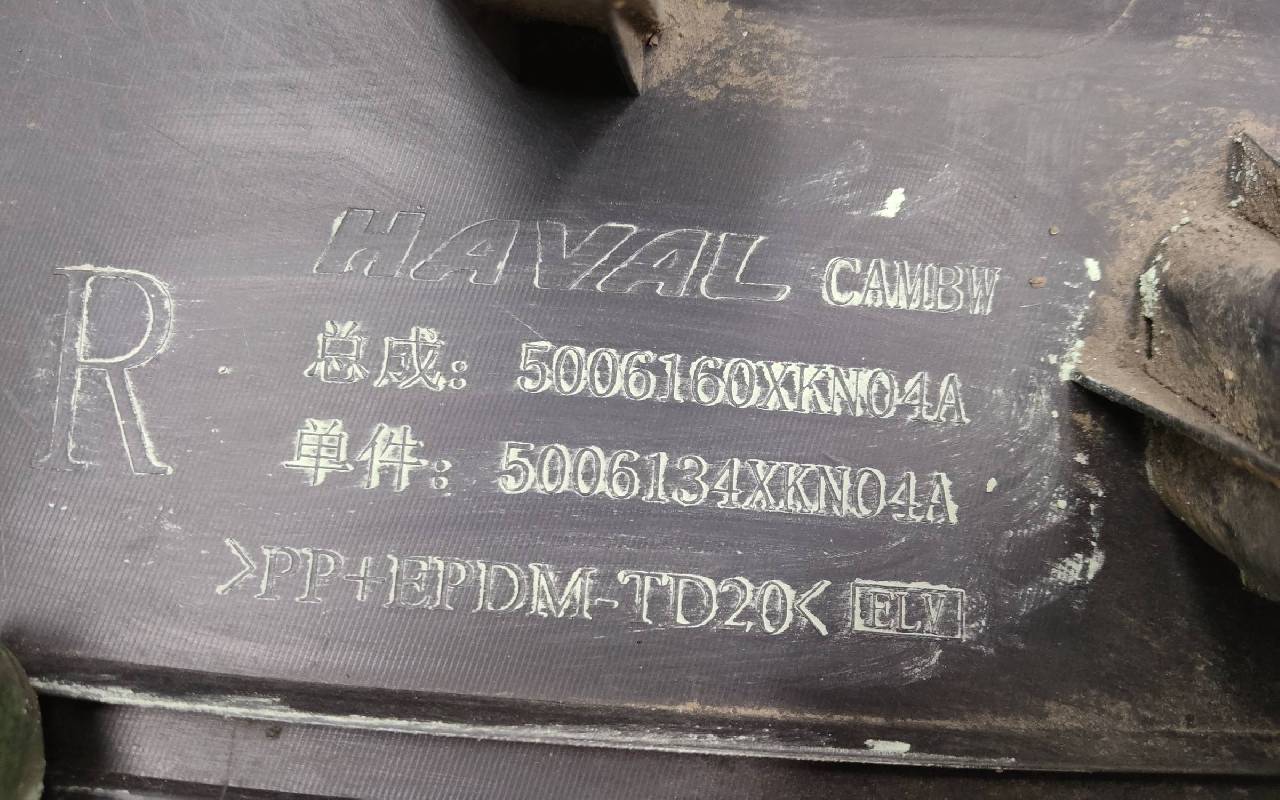 HAVAL CAMBW
R
总成: 5006160XKN04A
单件: 5006134XKN04A
>PP+EPDM-TD20< ELV